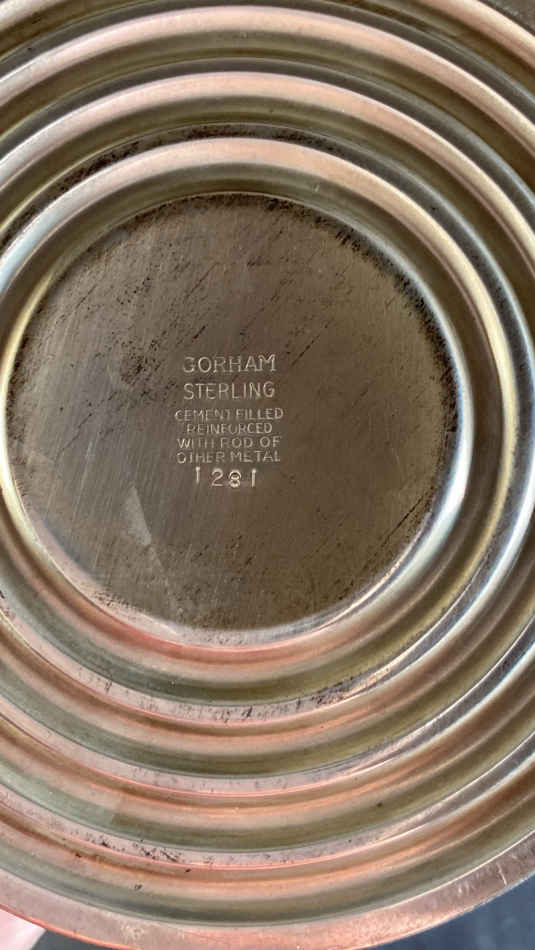 GORHAM
STERLING
CEMENT FILLED
REINFORCED
WITH ROD OF
OTHER METAL
1281